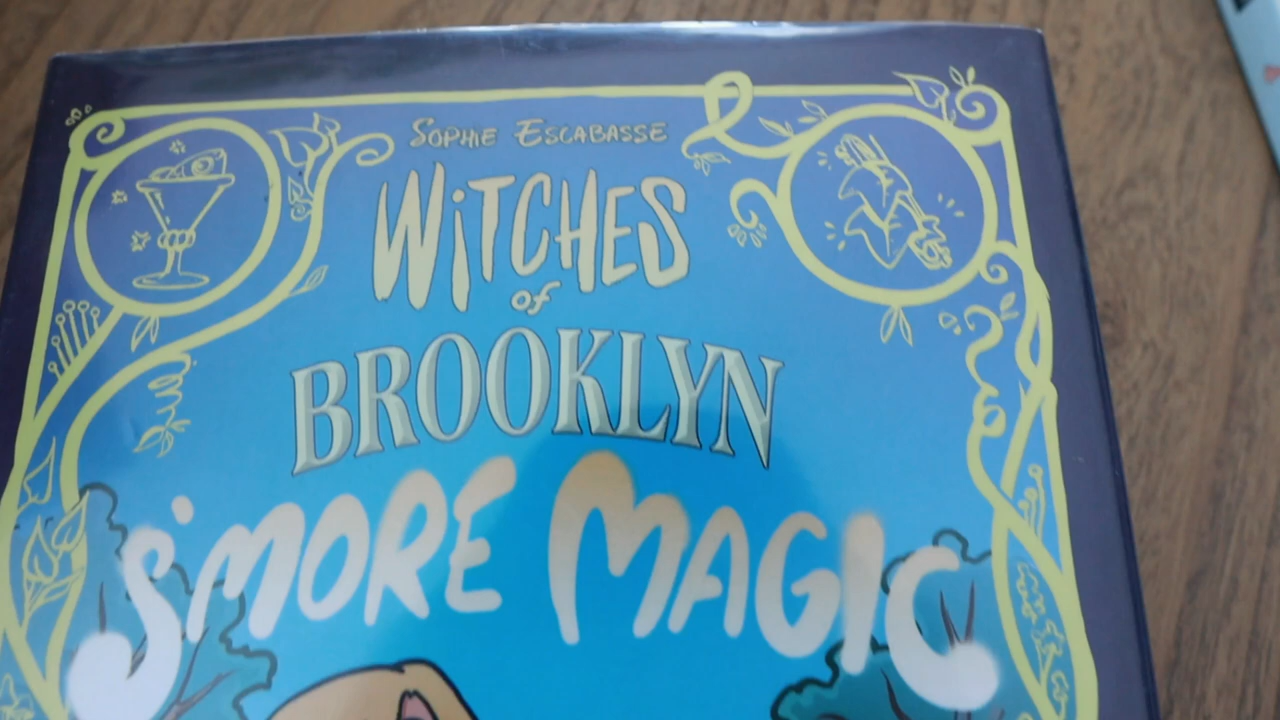 SOPHIE ESCABASSE
WiTCHES
of
BROOKLYN
S'MORE MAGIC